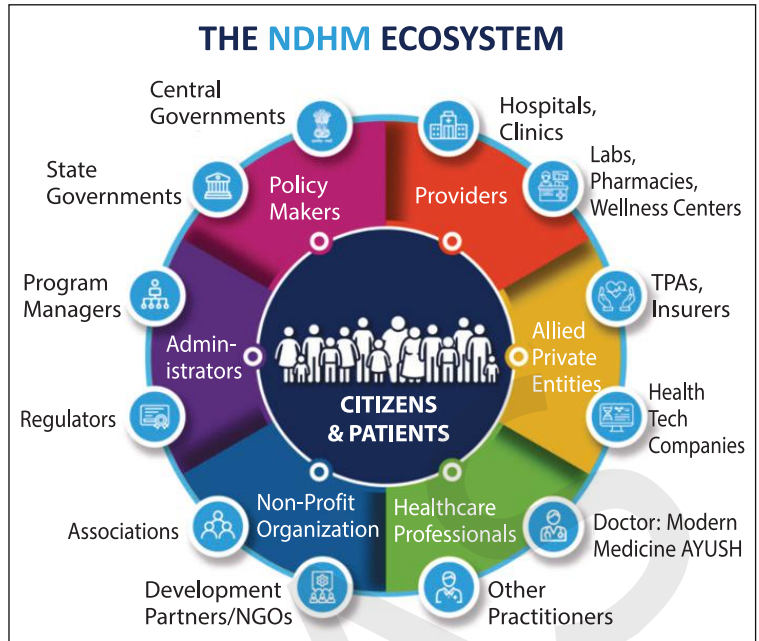 THE NDHM ECOSYSTEM
Central
Governments
Hospitals,
Clinics
State
Governments
Policy
Makers
Providers
Labs,
Pharmacies,
Wellness Centers
Program
Managers
TPAs,
Insurers
Admin-
istrators
Allied
Private
Entities
CITIZENS
& PATIENTS
Regulators
Health
Tech
Companies
Non-Profit
Organization
Healthcare
Professionals
Associations
Doctor: Modern
Medicine AYUSH
Development
Partners/NGOs
Other
Practitioners